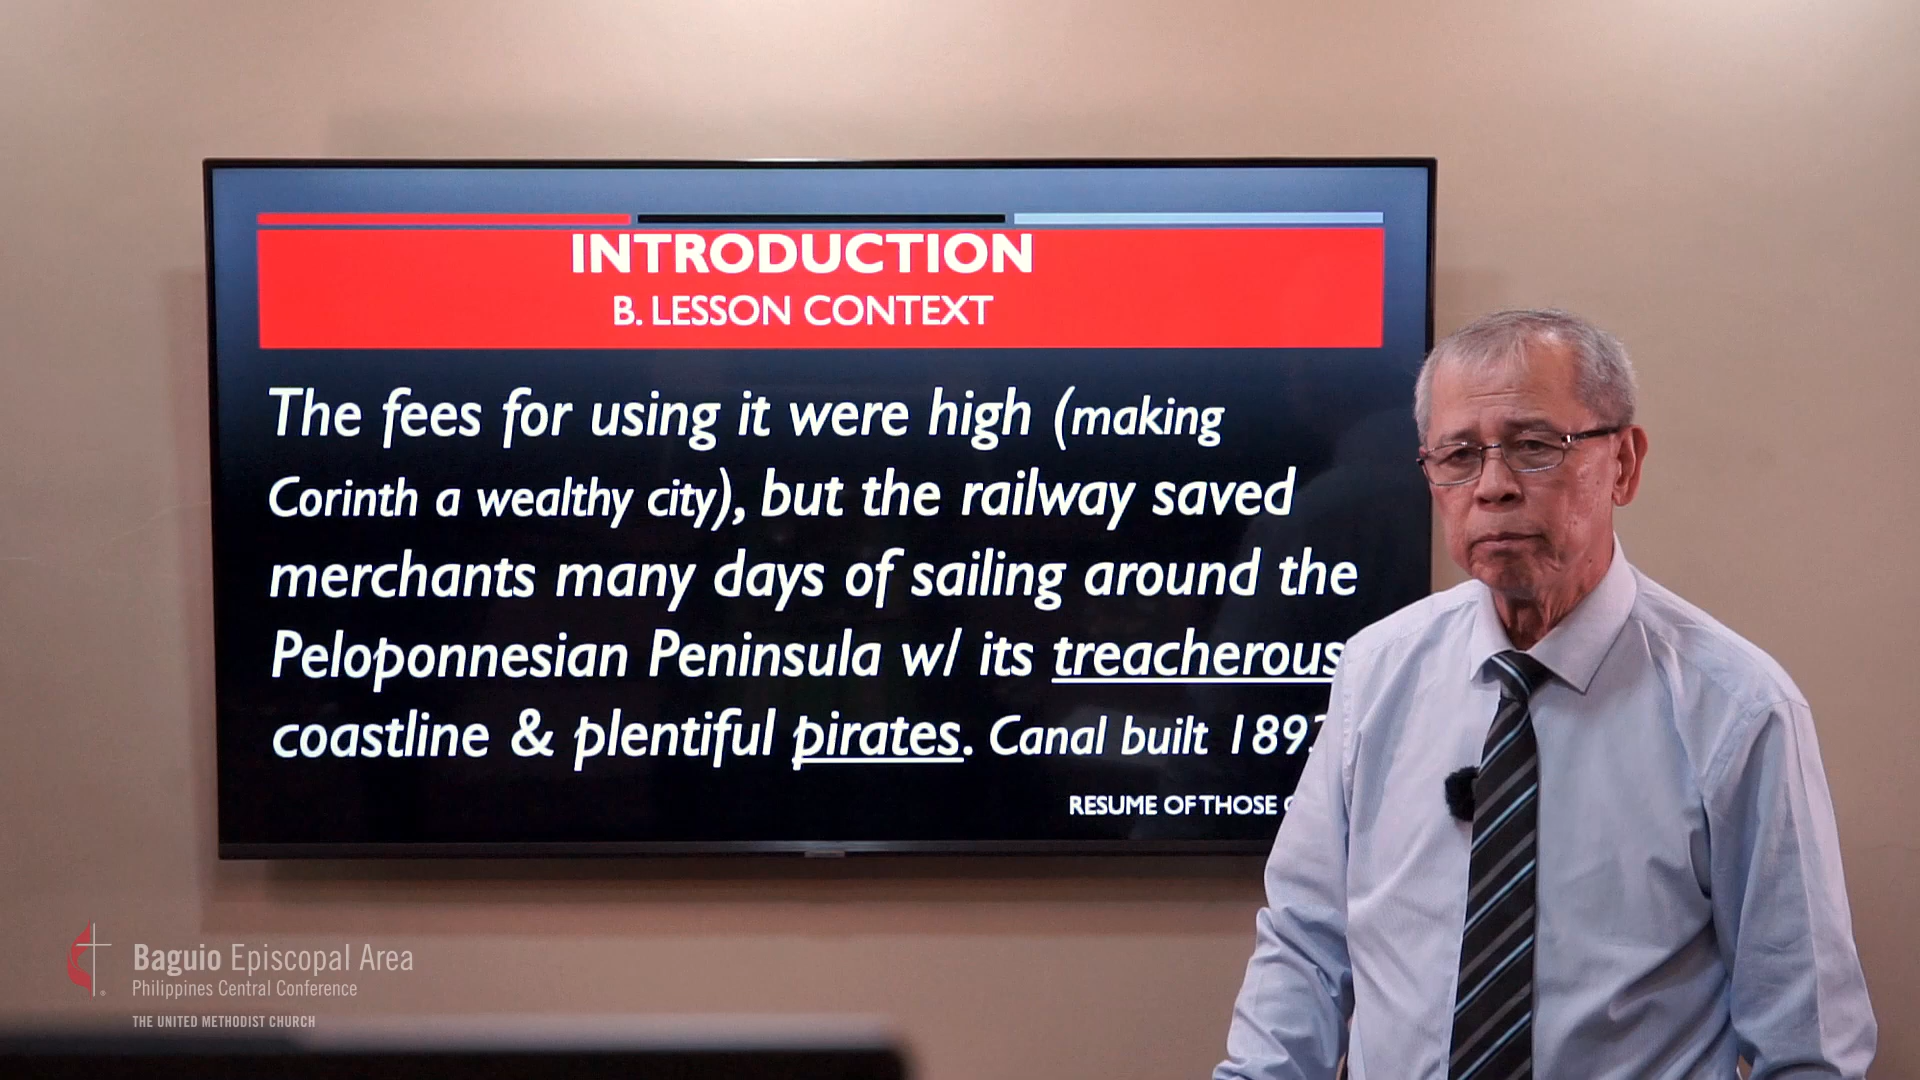 INTRODUCTION
B. LESSON CONTEXT
The fees for using it were high (making
Corinth a wealthy city), but the railway saved
merchants many days of sailing around the
Peloponnesian Peninsula w/ its treacherous
coastline & plentiful pirates. Canal built
RESUME OF THOSE
Baguio Episcopal Area
Philippines Central Conference
THE UNITED METHODIST CHURCH